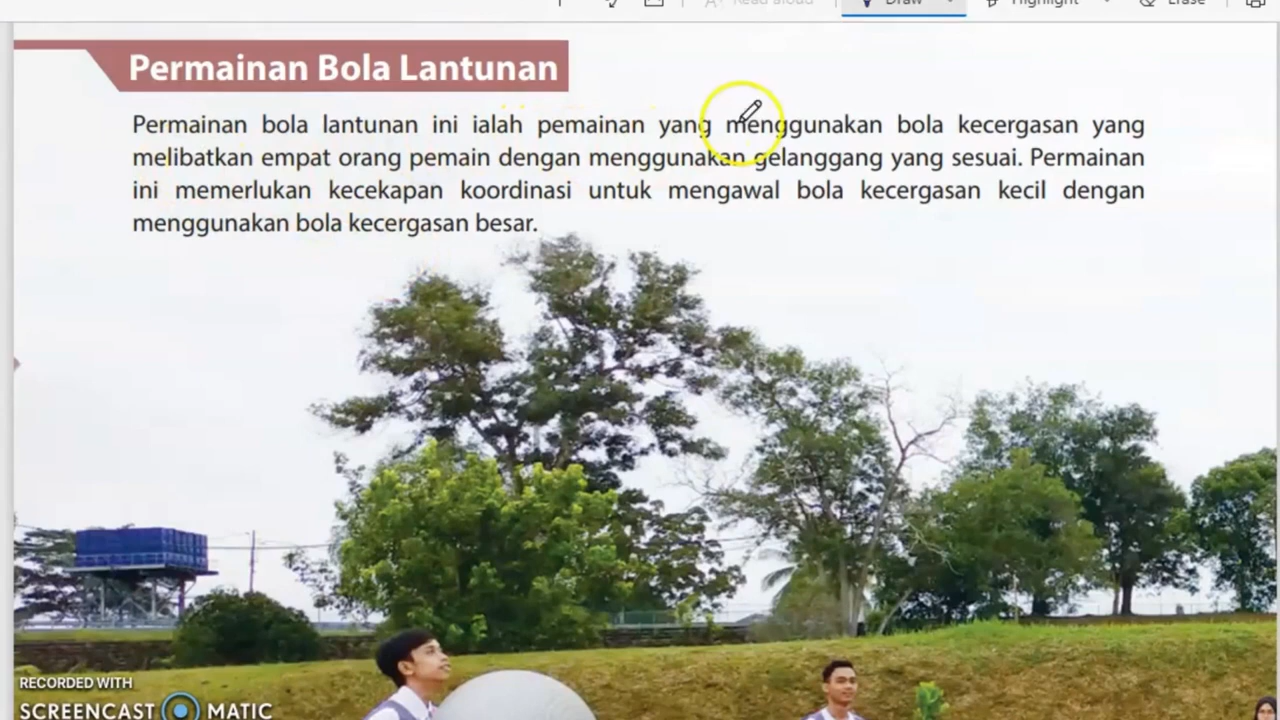 Read aloud
Draw
Highlight
Erase
Permainan Bola Lantunan
Permainan bola lantunan ini ialah pemainan yang menggunakan bola kecergasan yang
melibatkan empat orang pemain dengan menggunakan gelanggang yang sesuai. Permainan
ini memerlukan kecekapan koordinasi untuk mengawal bola kecergasan kecil dengan
menggunakan bola kecergasan besar.
RECORDED WITH
SCREENCAST MATIC